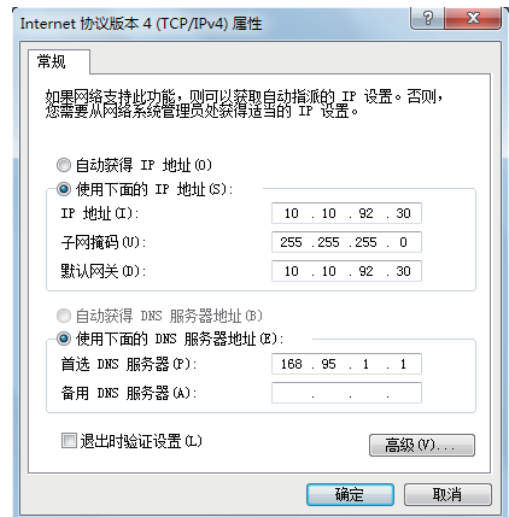 Internet 协议版本 4 (TCP/IPv4) 属性
常规
如果网络支持此功能，则可以获取自动指派的 IP 设置。否则，
您需要从网络系统管理员处获得适当的 IP 设置。
自动获得 IP 地址(O)
使用下面的 IP 地址(S):
IP 地址(I): 10 . 10 . 92 . 30
子网掩码(U): 255 .255 .255 . 0
默认网关(D): 10 . 10 . 92 . 30
自动获得 DNS 服务器地址(B)
使用下面的 DNS 服务器地址(E):
首选 DNS 服务器(P): 168 . 95 . 1 . 1
备用 DNS 服务器(A): . . .
退出时验证设置(L)
高级(V)...
确定 取消